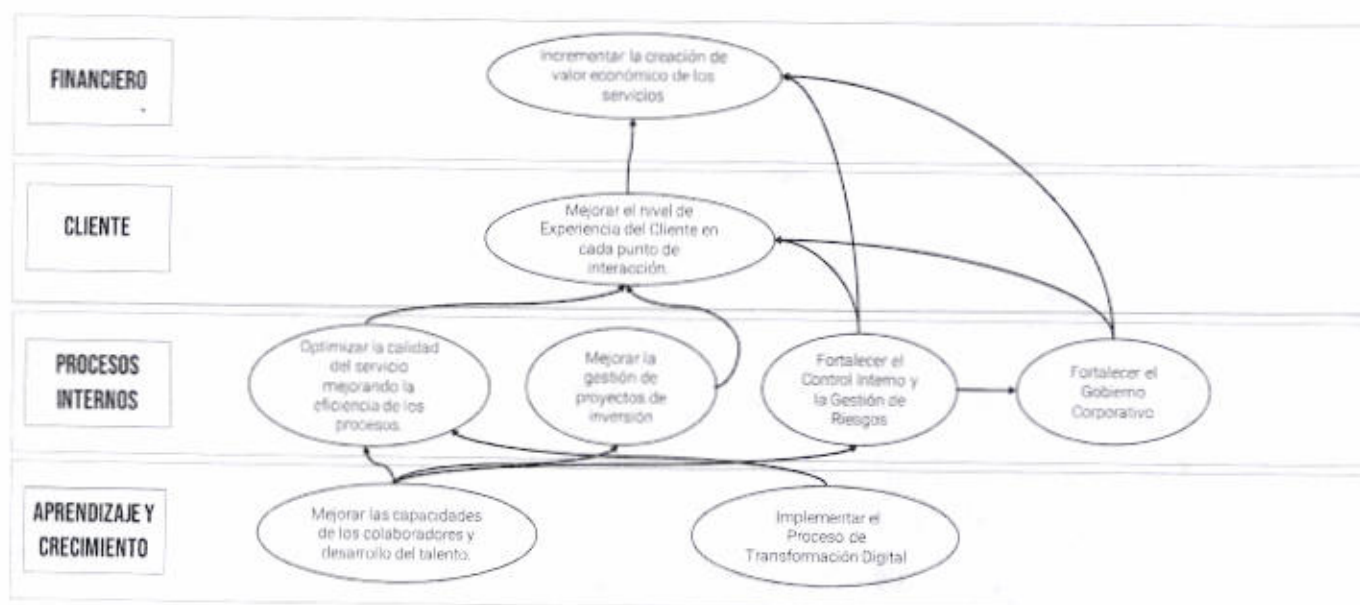 FINANCIERO
Incrementar la creación de
valor económico de los
servicios
CLIENTE
Mejorar el nivel de
Experiencia del Cliente en
cada punto de
interacción.
PROCESOS
INTERNOS
Optimizar la calidad
del servicio
mejorando la
eficiencia de los
procesos.
Mejorar la
gestión de
proyectos de
inversión
Fortalecer el
Control Interno y
la Gestión de
Riesgos
Fortalecer el
Gobierno
Corporativo
APRENDIZAJE Y
CRECIMIENTO
Mejorar las capacidades
de los colaboradores y
desarrollo del talento.
Implementar el
Proceso de
Transformación Digital